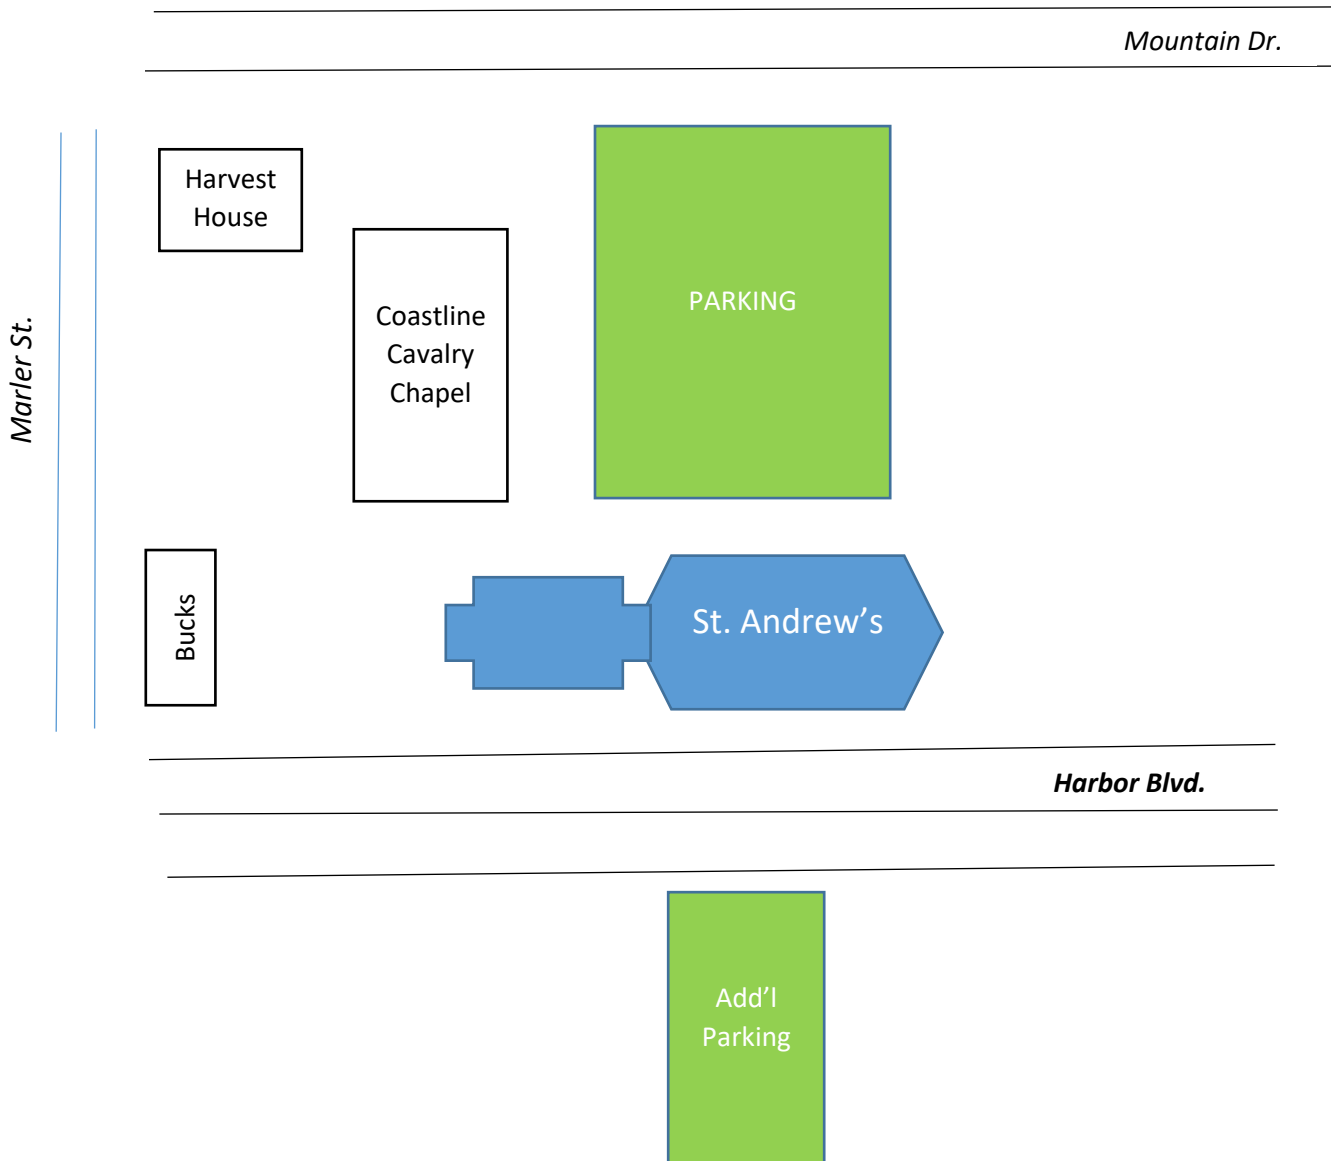 Mountain Dr.
Harvest
House
PARKING
Coastline
Cavalry
Chapel
Marler St.
Bucks
St. Andrew’s
Harbor Blvd.
Add’l
Parking